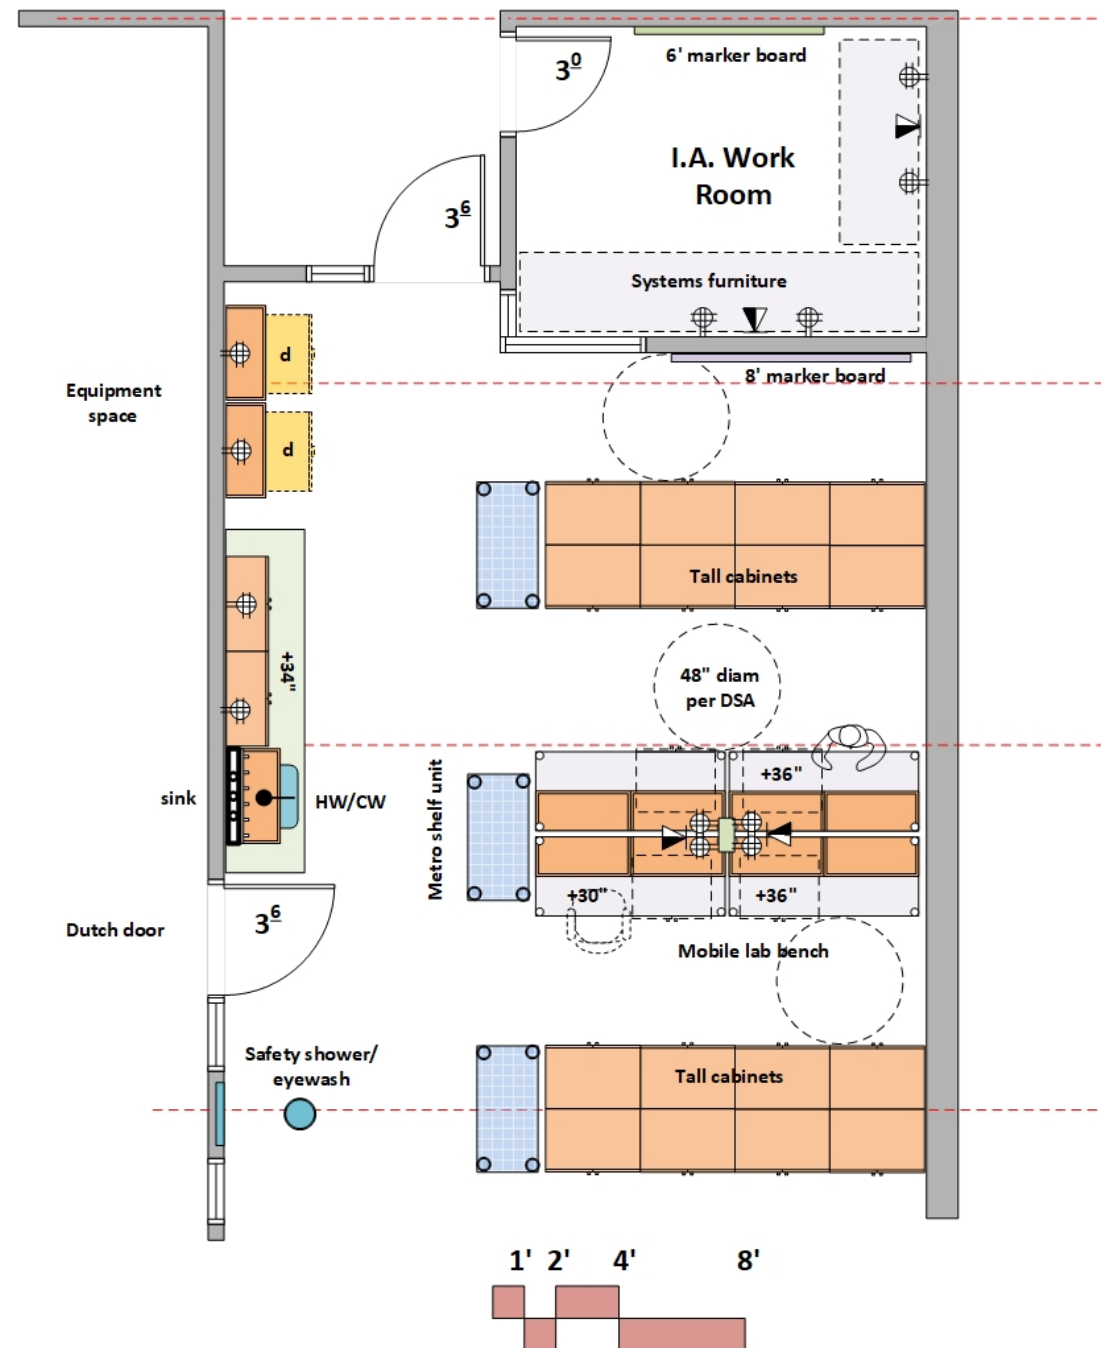 6' marker board
3⁰
I.A. Work
Room
3⁶
Systems furniture
8' marker board
d
Equipment
space
d
Tall cabinets
+34"
48" diam
per DSA
+36"
sink
HW/CW
Metro shelf unit
+30"
+36"
3⁶
Dutch door
Mobile lab bench
Safety shower/
eyewash
Tall cabinets
1' 2' 4' 8'